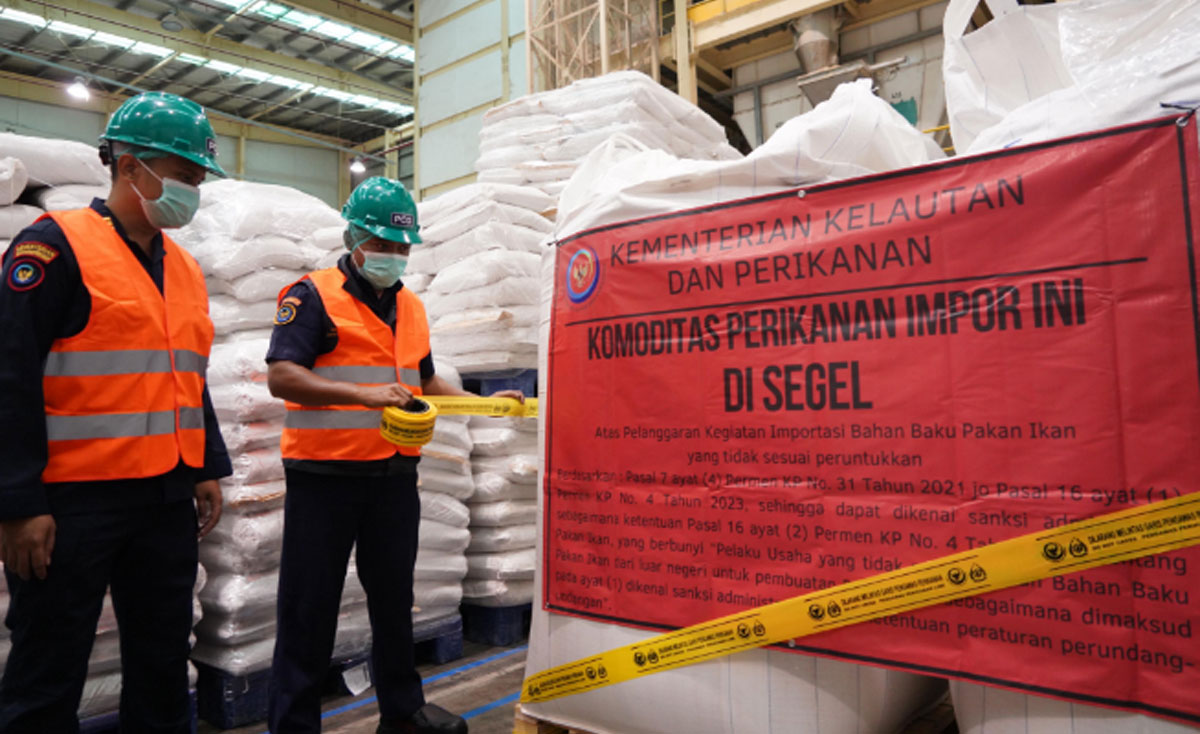 KEMENTERIAN KELAUTAN
DAN PERIKANAN
KOMODITAS PERIKANAN IMPOR INI
DI SEGEL
Atas Pelanggaran Kegiatan Importasi Bahan Baku Pakan Ikan
yang tidak sesuai peruntukkan
Berdasarkan : Pasal 7 ayat (4) Permen KP No. 31 Tahun 2021 jo Pasal 16 ayat (1)
Permen KP No. 4 Tahun 2023, sehingga dapat dikenai sanksi
sebagaimana ketentuan Pasal 16 ayat (2) Permen KP No. 4
Pakan Ikan, yang berbunyi "Pelaku Usaha yang tidak Bahan Baku
Pakan Ikan dari luar negeri untuk pembuatan sebagaimana dimaksud
pada ayat (1) dikenai sanksi ketentuan peraturan perundang-
undangan".
DILARANG MELINTAS GARIS